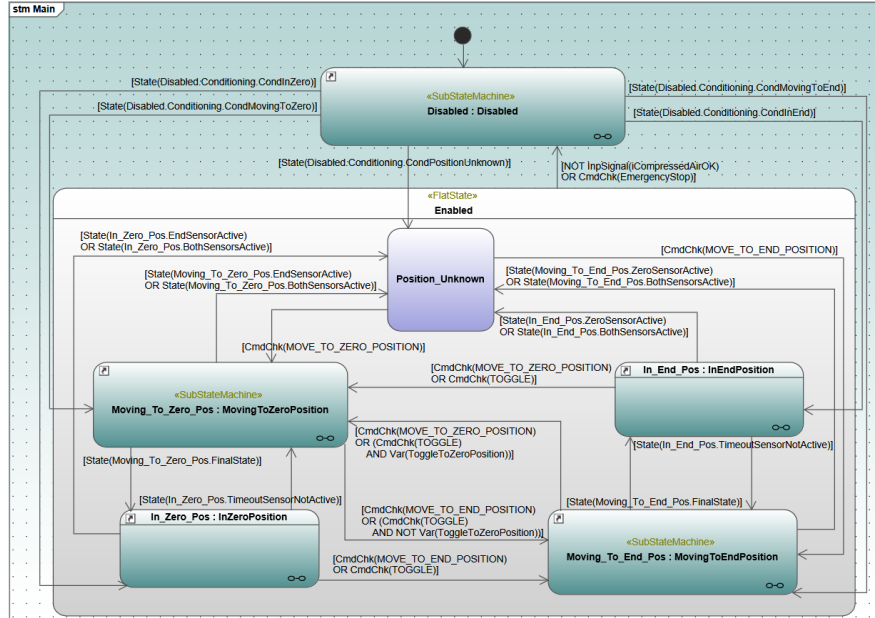 stm Main
«SubStateMachine»
Disabled : Disabled
[State(Disabled.Conditioning.CondInZero)]
[State(Disabled.Conditioning.CondMovingToZero)]
[State(Disabled.Conditioning.CondMovingToEnd)]
[State(Disabled.Conditioning.CondInEnd)]
[State(Disabled.Conditioning.CondPositionUnknown)]
[NOT InpSignal(iCompressedAirOK)
OR CmdChk(EmergencyStop)]
«FlatState»
Enabled
[State(In_Zero_Pos.EndSensorActive)
OR State(In_Zero_Pos.BothSensorsActive)]
[State(Moving_To_Zero_Pos.EndSensorActive)
OR State(Moving_To_Zero_Pos.BothSensorsActive)]
Position_Unknown
[CmdChk(MOVE_TO_END_POSITION)]
[State(Moving_To_End_Pos.ZeroSensorActive)
OR State(Moving_To_End_Pos.BothSensorsActive)]
[State(In_End_Pos.ZeroSensorActive)
OR State(In_End_Pos.BothSensorsActive)]
[CmdChk(MOVE_TO_ZERO_POSITION)]
«SubStateMachine»
Moving_To_Zero_Pos : MovingToZeroPosition
[CmdChk(MOVE_TO_ZERO_POSITION)
OR CmdChk(TOGGLE)]
In_End_Pos : InEndPosition
[CmdChk(MOVE_TO_ZERO_POSITION)
OR (CmdChk(TOGGLE)
AND Var(ToggleToZeroPosition))]
[State(In_End_Pos.TimeoutSensorNotActive)]
[State(Moving_To_Zero_Pos.FinalState)]
[State(In_Zero_Pos.TimeoutSensorNotActive)]
[State(Moving_To_End_Pos.FinalState)]
[CmdChk(MOVE_TO_END_POSITION)
OR (CmdChk(TOGGLE)
AND NOT Var(ToggleToZeroPosition))]
In_Zero_Pos : InZeroPosition
«SubStateMachine»
Moving_To_End_Pos : MovingToEndPosition
[CmdChk(MOVE_TO_END_POSITION)
OR CmdChk(TOGGLE)]